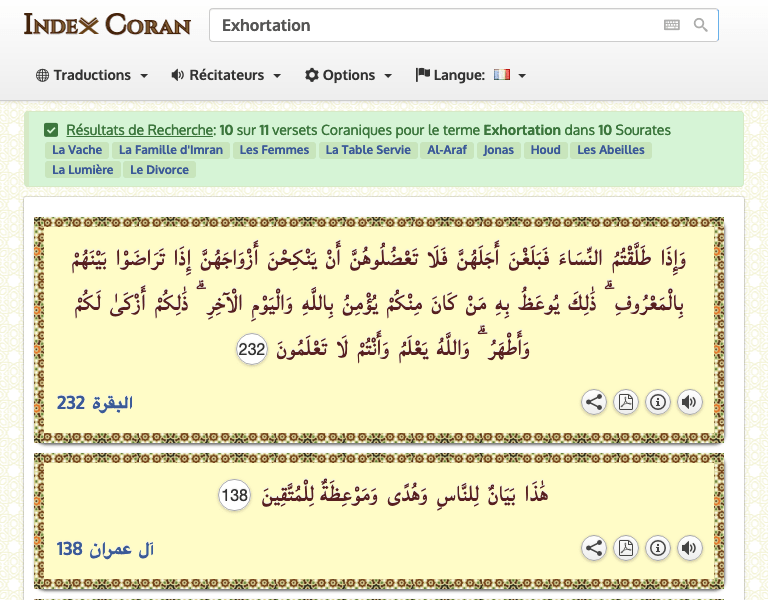 Index Coran
Exhortation
Traductions Récitateurs Options Langue:
Résultats de Recherche: 10 sur 11 versets Coraniques pour le terme Exhortation dans 10 Sourates
La Vache La Famille d'Imran Les Femmes La Table Servie Al-Araf Jonas Houd Les Abeilles
La Lumière Le Divorce
وَإِذَا طَلَّقْتُمُ النِّسَاءَ فَبَلَغْنَ أَجَلَهُنَّ فَلَا تَعْضُلُوهُنَّ أَنْ يَنْكِحْنَ أَزْوَاجَهُنَّ إِذَا تَرَاضَوْا بَيْنَهُمْ
بِالْمَعْرُوفِ ۗ ذَٰلِكَ يُوعَظُ بِهِ مَنْ كَانَ مِنْكُمْ يُؤْمِنُ بِاللَّهِ وَالْيَوْمِ الْآخِرِ ۗ ذَٰلِكُمْ أَزْكَىٰ لَكُمْ
وَأَطْهَرُ ۗ وَاللَّهُ يَعْلَمُ وَأَنْتُمْ لَا تَعْلَمُونَ 232
البقرة 232
هَٰذَا بَيَانٌ لِلنَّاسِ وَهُدًى وَمَوْعِظَةٌ لِلْمُتَّقِينَ 138
آل عمران 138